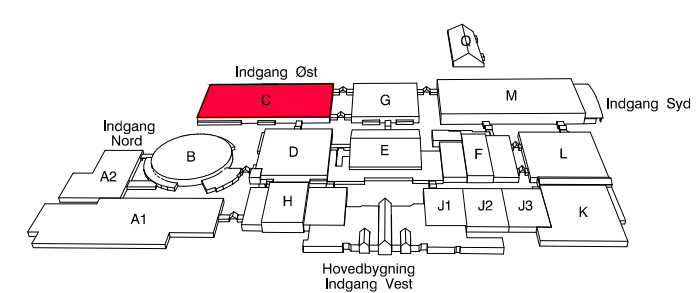 Indgang Øst
C
G
M
Indgang Syd
Indgang
Nord
B
D
E
F
L
A2
A1
H
J1
J2
J3
K
Hovedbygning
Indgang Vest